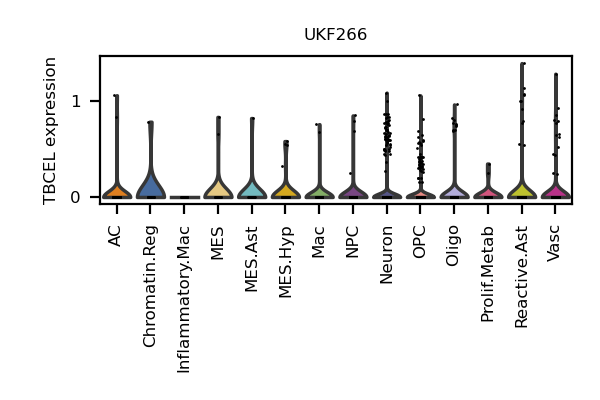 UKF266
TBCEL expression
1
0
AC
Chromatin.Reg
Inflammatory.Mac
MES
MES.Ast
MES.Hyp
Mac
NPC
Neuron
OPC
Oligo
Prolif.Metab
Reactive.Ast
Vasc